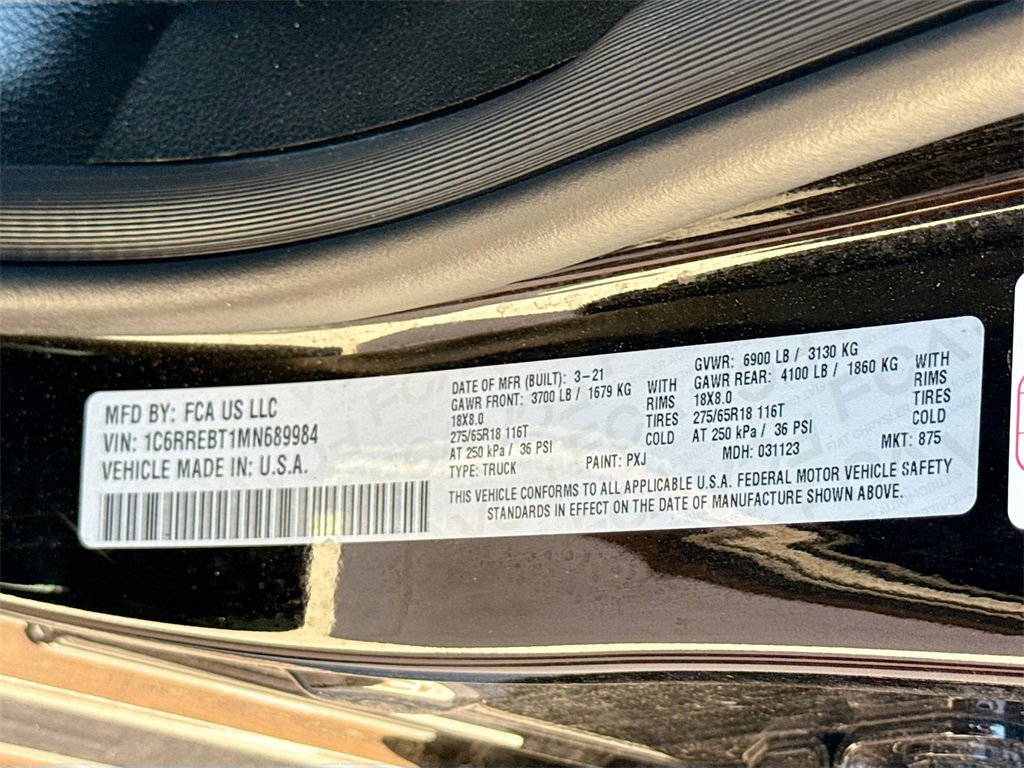 MFD BY: FCA US LLC
VIN: 1C6RREBT1MN689984
VEHICLE MADE IN: U.S.A.
DATE OF MFR (BUILT): 3-21
GAWR FRONT: 3700 LB / 1679 KG
18X8.0
275/65R18 116T
AT 250 kPa / 36 PSI
WITH
RIMS
TIRES
COLD
GVWR: 6900 LB / 3130 KG
GAWR REAR: 4100 LB / 1860 KG
18X8.0
275/65R18 116T
AT 250 kPa / 36 PSI
WITH
RIMS
TIRES
COLD
TYPE: TRUCK PAINT: PXJ MDH: 031123 MKT: 875
THIS VEHICLE CONFORMS TO ALL APPLICABLE U.S.A. FEDERAL MOTOR VEHICLE SAFETY
STANDARDS IN EFFECT ON THE DATE OF MANUFACTURE SHOWN ABOVE.